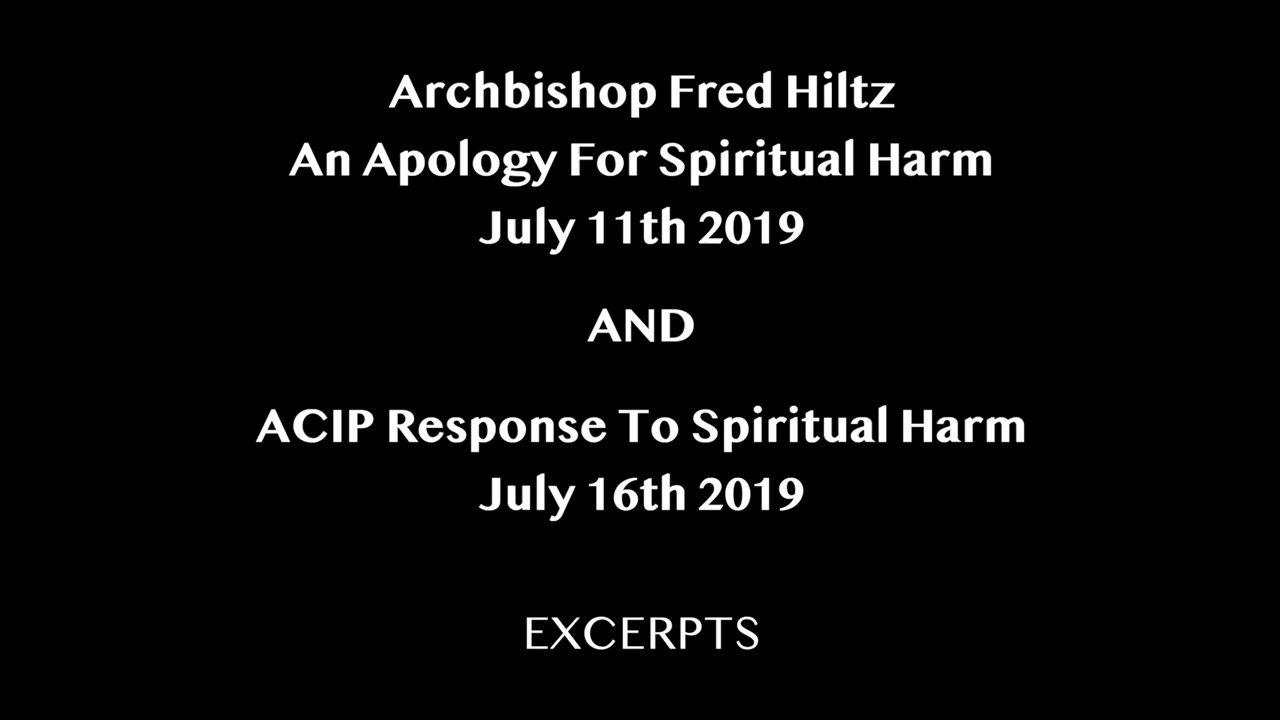 Archbishop Fred Hiltz
An Apology For Spiritual Harm
July 11th 2019
AND
ACIP Response To Spiritual Harm
July 16th 2019
EXCERPTS